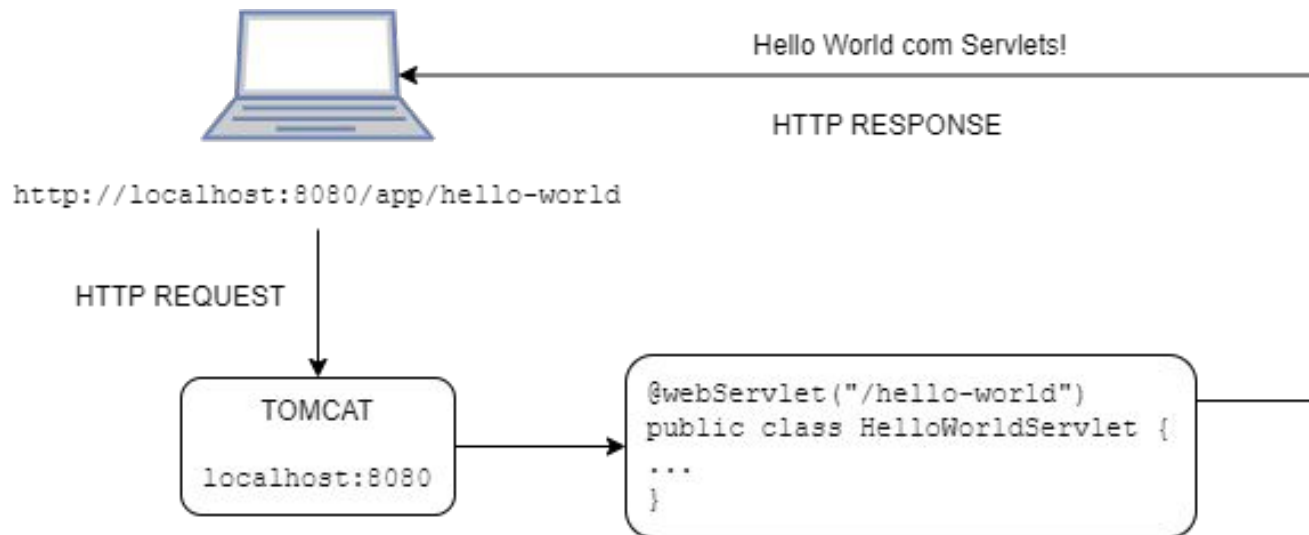 Hello World com Servlets!
HTTP RESPONSE
http://localhost:8080/app/hello-world
HTTP REQUEST
TOMCAT
localhost:8080
@webServlet("/hello-world")
public class HelloWorldServlet {
...
}